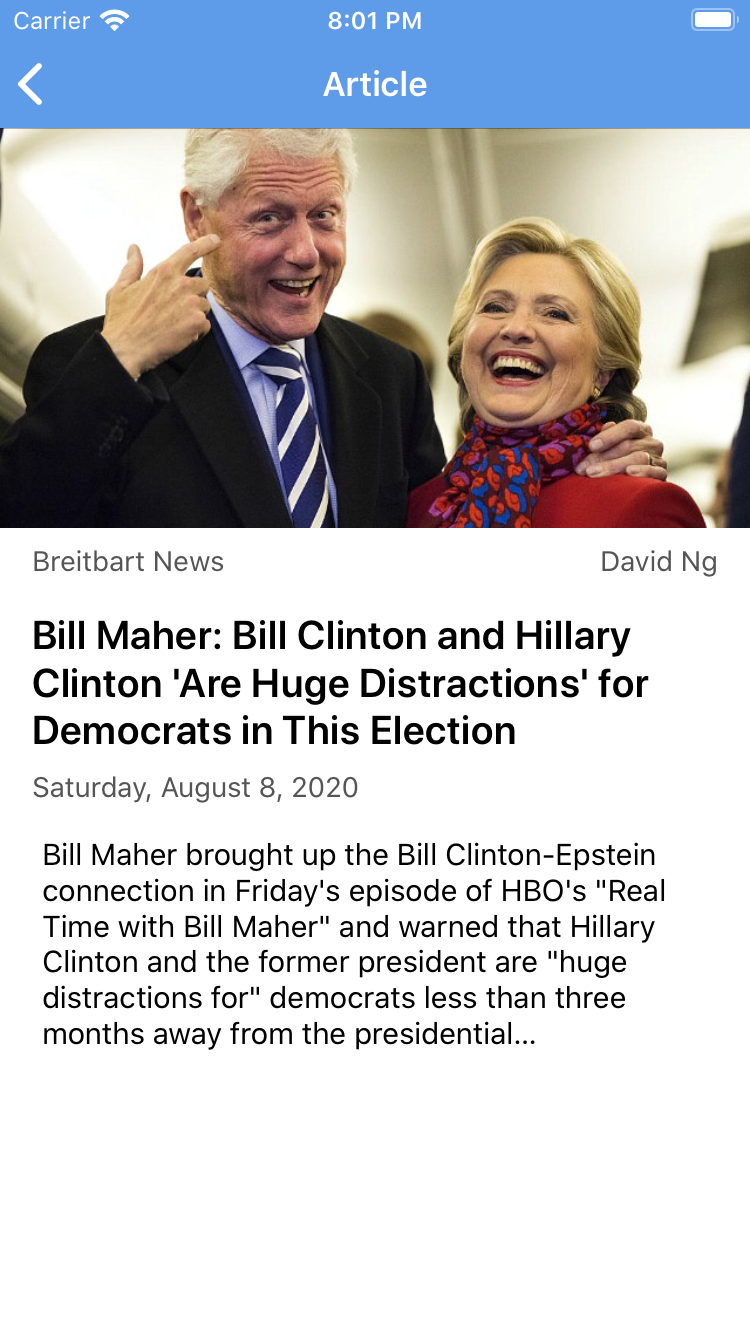 Carrier 8:01 PM
Article
Breitbart News David Ng
Bill Maher: Bill Clinton and Hillary
Clinton 'Are Huge Distractions' for
Democrats in This Election
Saturday, August 8, 2020
Bill Maher brought up the Bill Clinton-Epstein
connection in Friday's episode of HBO's "Real
Time with Bill Maher" and warned that Hillary
Clinton and the former president are "huge
distractions for" democrats less than three
months away from the presidential...